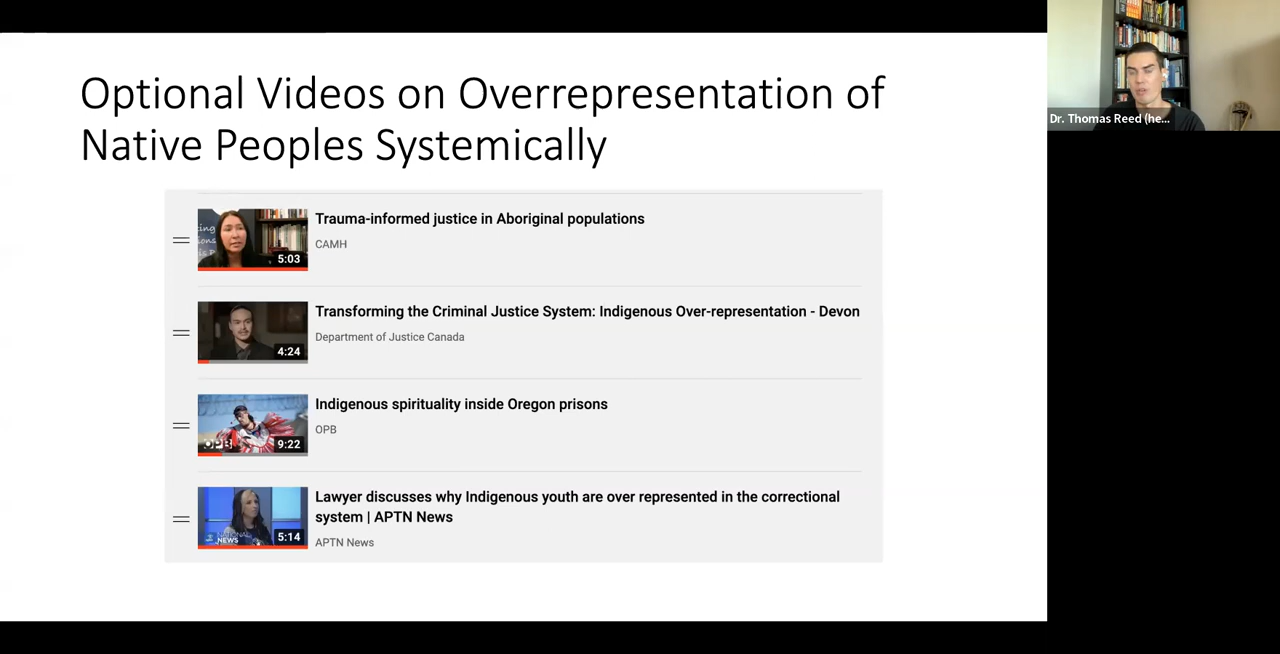 Optional Videos on Overrepresentation of
Native Peoples Systemically
Dr. Thomas Reed (he...
Trauma-informed justice in Aboriginal populations
CAMH
5:03
Transforming the Criminal Justice System: Indigenous Over-representation - Devon
Department of Justice Canada
4:24
Indigenous spirituality inside Oregon prisons
OPB
OPB
9:22
Lawyer discusses why Indigenous youth are over represented in the correctional
system | APTN News
APTN News
NATIONAL
NEWS
5:14